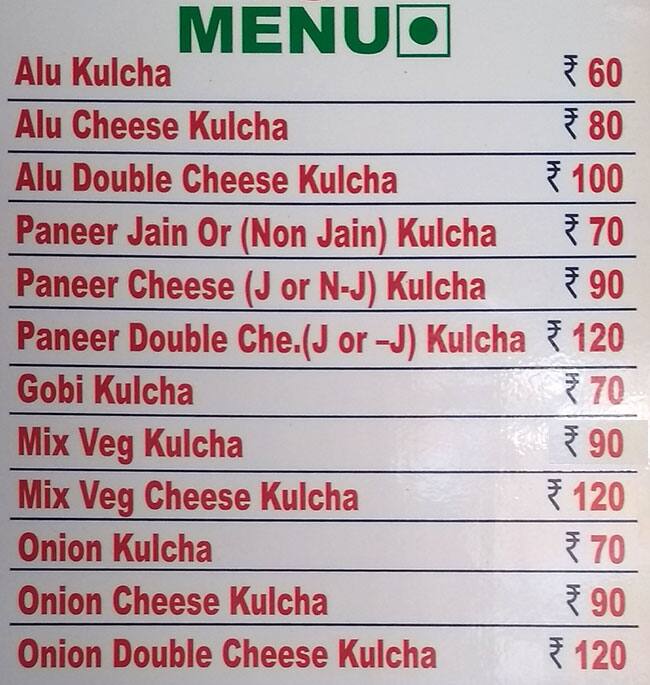 MENU
Alu Kulcha ₹ 60
Alu Cheese Kulcha ₹ 80
Alu Double Cheese Kulcha ₹ 100
Paneer Jain Or (Non Jain) Kulcha ₹ 70
Paneer Cheese (J or N-J) Kulcha ₹ 90
Paneer Double Che.(J or –J) Kulcha ₹ 120
Gobi Kulcha ₹ 70
Mix Veg Kulcha ₹ 90
Mix Veg Cheese Kulcha ₹ 120
Onion Kulcha ₹ 70
Onion Cheese Kulcha ₹ 90
Onion Double Cheese Kulcha ₹ 120